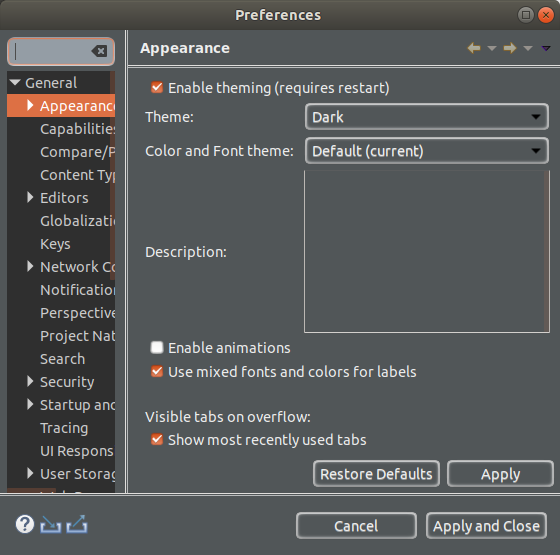 Preferences
Appearance
General
Appearance
Capabilities
Compare/P
Content Typ
Editors
Globalizati
Keys
Network Co
Notification
Perspective
Project Nat
Search
Security
Startup and
Tracing
UI Respons
User Storag
Enable theming (requires restart)
Theme: Dark
Color and Font theme: Default (current)
Description:
Enable animations
Use mixed fonts and colors for labels
Visible tabs on overflow:
Show most recently used tabs
Restore Defaults Apply
? Cancel Apply and Close